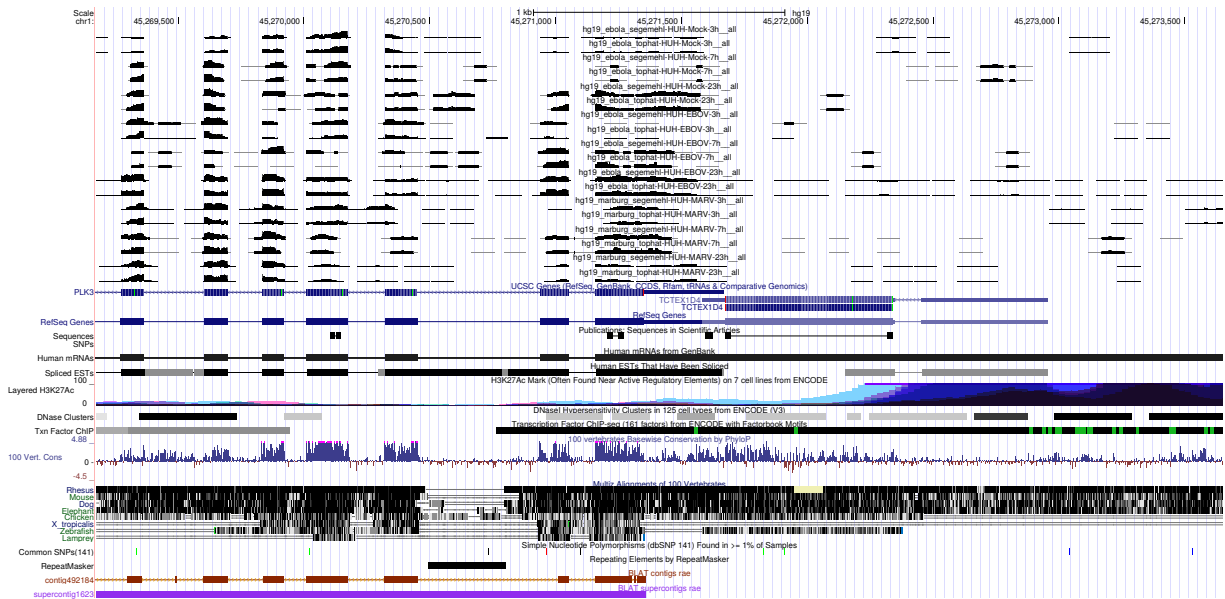 Scale 1 kb hg19
chr1: 45,269,500 45,270,000 45,270,500 45,271,000 45,271,500 45,272,000 45,272,500 45,273,000 45,273,500
hg19_ebola_segemehl-HUH-Mock-3h__all
hg19_ebola_tophat-HUH-Mock-3h__all
hg19_ebola_segemehl-HUH-Mock-7h__all
hg19_ebola_tophat-HUH-Mock-7h__all
hg19_ebola_segemehl-HUH-Mock-23h__all
hg19_ebola_tophat-HUH-Mock-23h__all
hg19_ebola_segemehl-HUH-EBOV-3h__all
hg19_ebola_tophat-HUH-EBOV-3h__all
hg19_ebola_segemehl-HUH-EBOV-7h__all
hg19_ebola_tophat-HUH-EBOV-7h__all
hg19_ebola_segemehl-HUH-EBOV-23h__all
hg19_ebola_tophat-HUH-EBOV-23h__all
hg19_marburg_segemehl-HUH-MARV-3h__all
hg19_marburg_tophat-HUH-MARV-3h__all
hg19_marburg_segemehl-HUH-MARV-7h__all
hg19_marburg_tophat-HUH-MARV-7h__all
hg19_marburg_segemehl-HUH-MARV-23h__all
hg19_marburg_tophat-HUH-MARV-23h__all
UCSC Genes (RefSeq, GenBank, CCDS, Rfam, tRNAs & Comparative Genomics)
PLK3
TCTEX1D4
TCTEX1D4
RefSeq Genes
RefSeq Genes
Publications: Sequences in Scientific Articles
Sequences
SNPs
Human mRNAs from GenBank
Human mRNAs
Human ESTs That Have Been Spliced
Spliced ESTs
H3K27Ac Mark (Often Found Near Active Regulatory Elements) on 7 cell lines from ENCODE
100
Layered H3K27Ac
0
DNaseI Hypersensitivity Clusters in 125 cell types from ENCODE (V3)
DNase Clusters
Transcription Factor ChIP-seq (161 factors) from ENCODE with Factorbook Motifs
Txn Factor ChIP
100 vertebrates Basewise Conservation by PhyloP
4.88
100 Vert. Cons
0
-4.5
Multiz Alignments of 100 Vertebrates
Rhesus
Mouse
Dog
Elephant
Chicken
X_tropicalis
Zebrafish
Lamprey
Simple Nucleotide Polymorphisms (dbSNP 141) Found in >= 1% of Samples
Common SNPs(141)
Repeating Elements by RepeatMasker
RepeatMasker
BLAT contigs rae
contig492184
BLAT supercontigs rae
supercontig1623